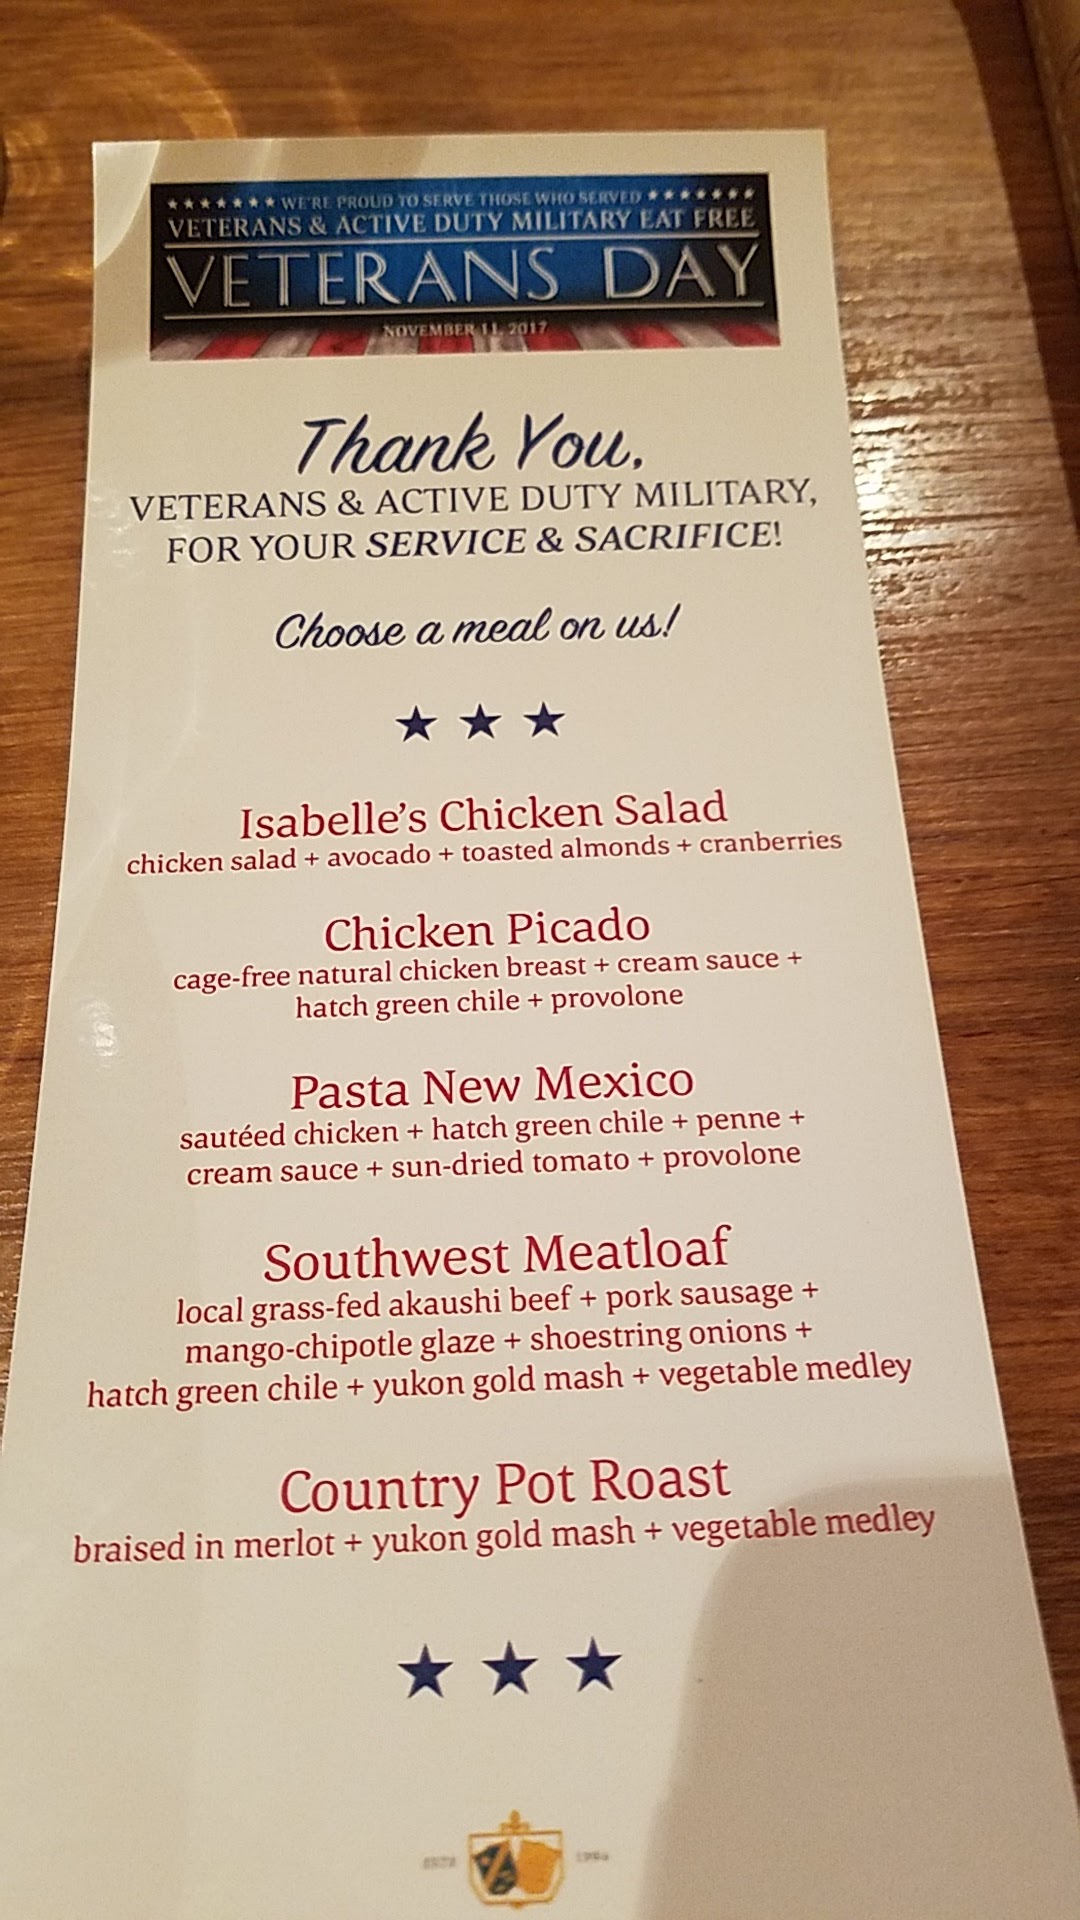 ★★★★★★★ WE'RE PROUD TO SERVE THOSE WHO SERVED ★★★★★★★
VETERANS & ACTIVE DUTY MILITARY EAT FREE
VETERANS DAY
NOVEMBER 11, 2017
Thank You,
VETERANS & ACTIVE DUTY MILITARY,
FOR YOUR SERVICE & SACRIFICE!
Choose a meal on us!
★ ★ ★
Isabelle's Chicken Salad
chicken salad + avocado + toasted almonds + cranberries
Chicken Picado
cage-free natural chicken breast + cream sauce +
hatch green chile + provolone
Pasta New Mexico
sautéed chicken + hatch green chile + penne +
cream sauce + sun-dried tomato + provolone
Southwest Meatloaf
local grass-fed akaushi beef + pork sausage +
mango-chipotle glaze + shoestring onions +
hatch green chile + yukon gold mash + vegetable medley
Country Pot Roast
braised in merlot + yukon gold mash + vegetable medley
★ ★ ★